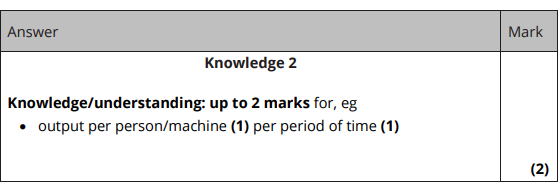 Answer Mark
Knowledge 2
Knowledge/understanding: up to 2 marks for, eg
• output per person/machine (1) per period of time (1)
(2)